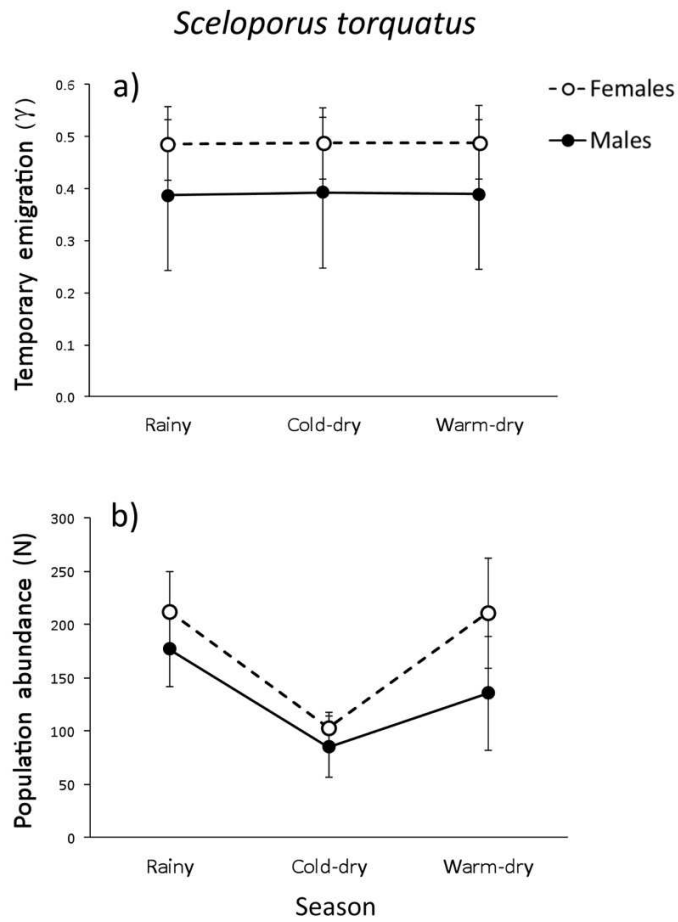 Sceloporus torquatus
a)
Temporary emigration (γ)
0.6
0.5
0.4
0.3
0.2
0.1
0.0
Rainy Cold-dry Warm-dry
Females
Males
b)
Population abundance (N)
300
250
200
150
100
50
0
Rainy Cold-dry Warm-dry
Season